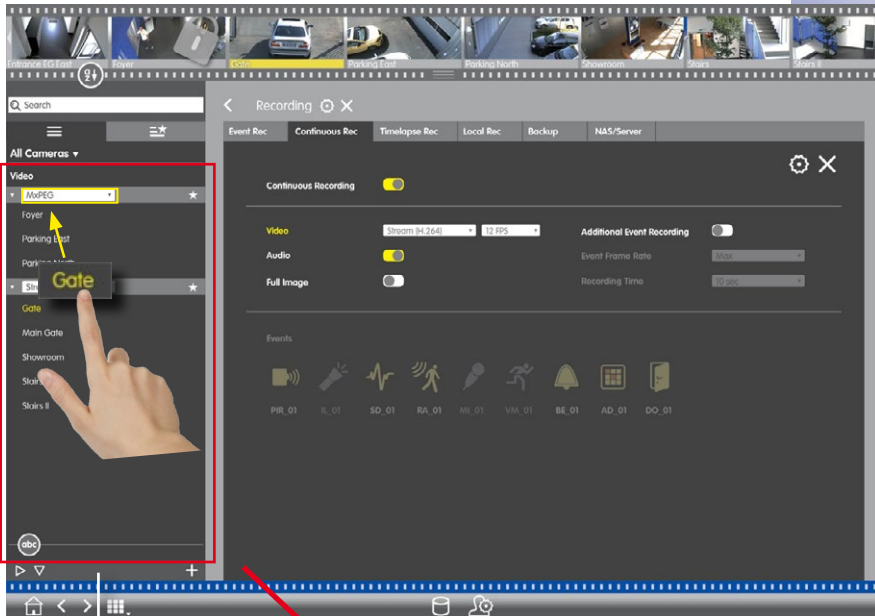 Entrance EG East
Foyer
Gate
Parking East
Parking North
Showroom
Stairs
Stairs II
Search
Recording
Event Rec
Continuous Rec
Timelapse Rec
Local Rec
Backup
NAS/Server
All Cameras
Video
MxPEG
Foyer
Parking East
Gate
Gate
Main Gate
Showroom
Stairs II
abc
Continuous Recording
Video
Stream (H.264)
12 FPS
Additional Event Recording
Audio
Event Frame Rate
Max
Full Image
Recording Time
10 sec
Events
PIR_01
IL_01
SD_01
RA_01
MI_01
VM_01
BE_01
AD_01
DO_01